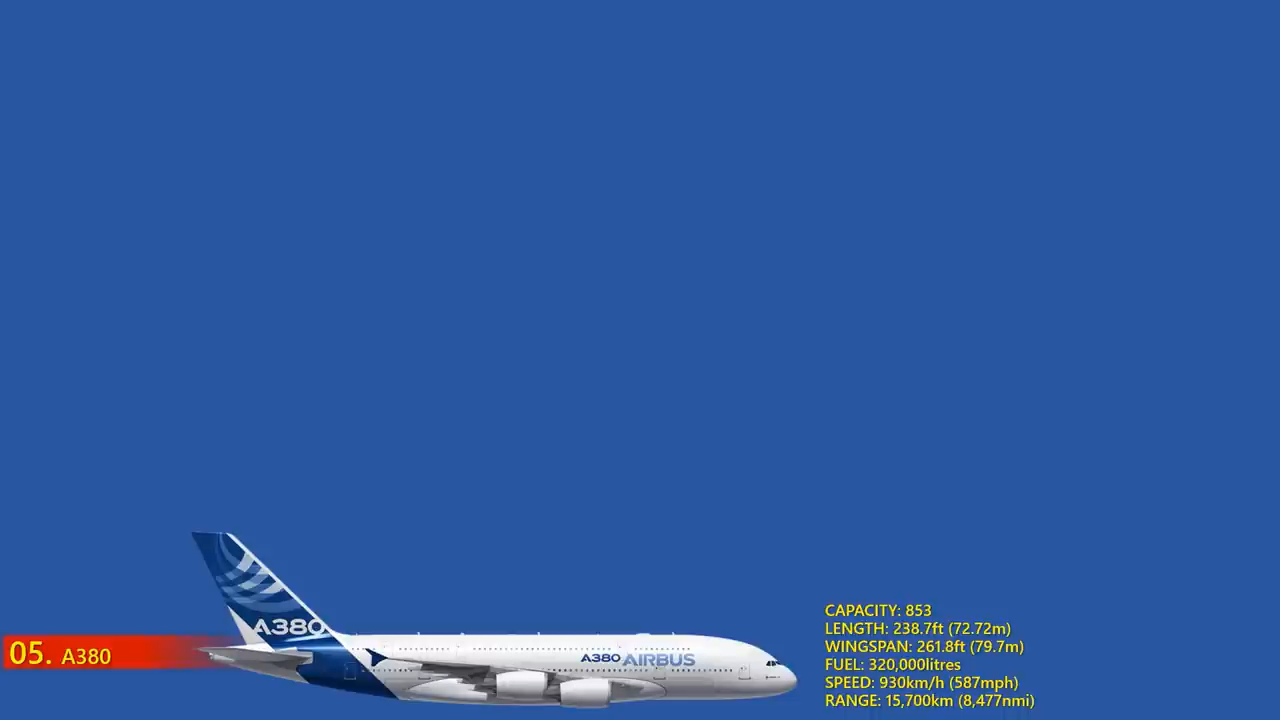 A380
A380 AIRBUS
05. A380
CAPACITY: 853
LENGTH: 238.7ft (72.72m)
WINGSPAN: 261.8ft (79.7m)
FUEL: 320,000litres
SPEED: 930km/h (587mph)
RANGE: 15,700km (8,477nmi)